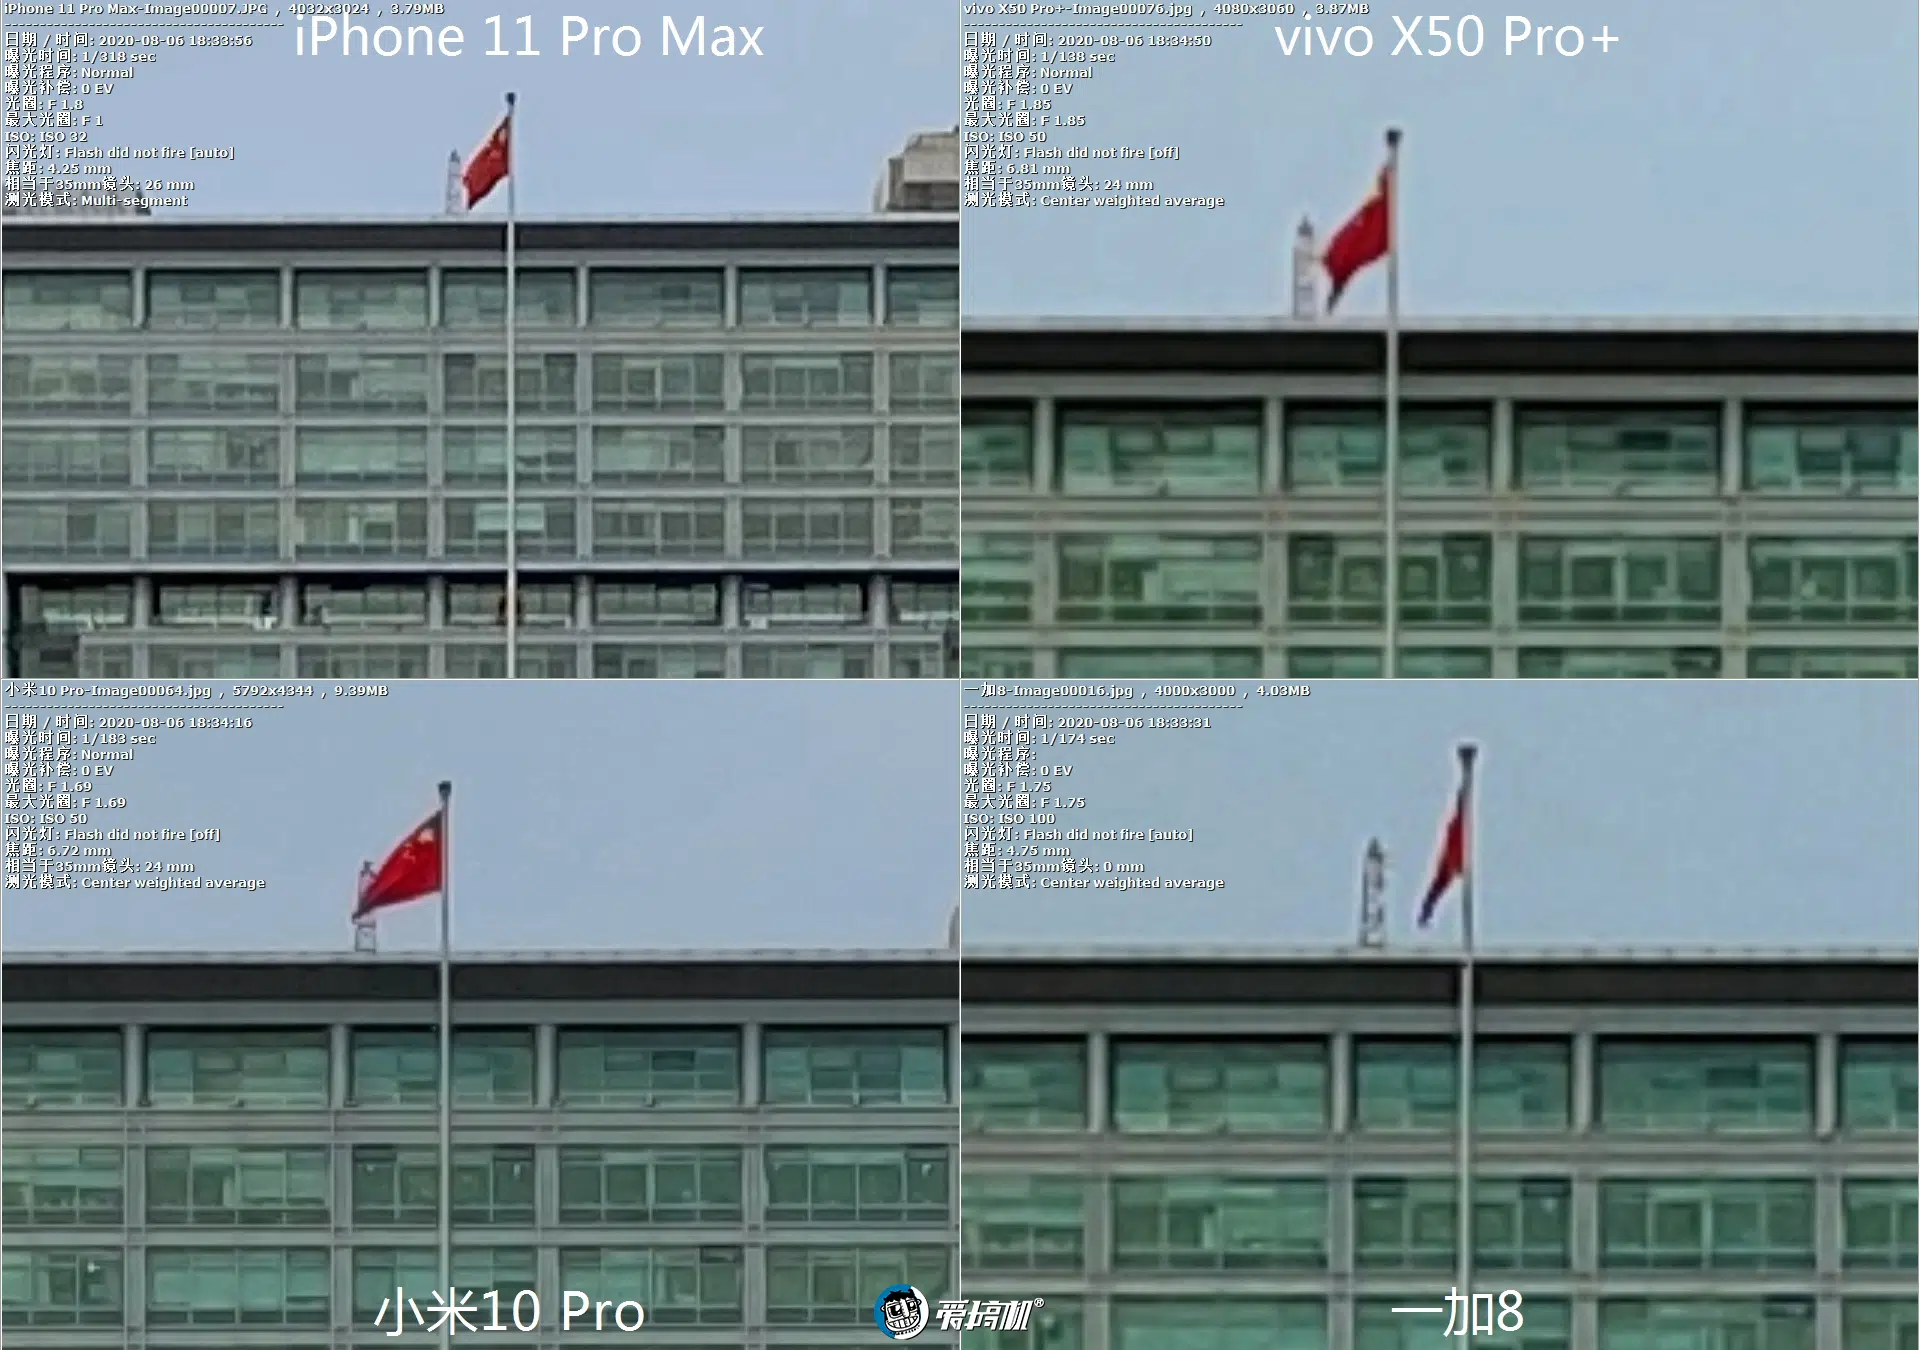 iPhone 11 Pro Max-Image00007.JPG , 4032x3024 , 3.79MB
日期 / 时间: 2020-08-06 18:33:56
曝光时间: 1/318 sec
曝光程序: Normal
曝光补偿: 0 EV
光圈: F 1.8
最大光圈: F 1
ISO: ISO 32
闪光灯: Flash did not fire [auto]
焦距: 4.25 mm
相当于35mm镜头: 26 mm
测光模式: Multi-segment
iPhone 11 Pro Max
vivo X50 Pro+-Image00076.jpg , 4080x3060 , 3.87MB
日期 / 时间: 2020-08-06 18:34:50
曝光时间: 1/138 sec
曝光程序: Normal
曝光补偿: 0 EV
光圈: F 1.85
最大光圈: F 1.85
ISO: ISO 50
闪光灯: Flash did not fire [off]
焦距: 6.81 mm
相当于35mm镜头: 24 mm
测光模式: Center weighted average
vivo X50 Pro+
小米10 Pro-Image00064.jpg , 5792x4344 , 9.39MB
日期 / 时间: 2020-08-06 18:34:16
曝光时间: 1/183 sec
曝光程序: Normal
曝光补偿: 0 EV
光圈: F 1.69
最大光圈: F 1.69
ISO: ISO 50
闪光灯: Flash did not fire [off]
焦距: 6.72 mm
相当于35mm镜头: 24 mm
测光模式: Center weighted average
小米10 Pro
一加8-Image00016.jpg , 4000x3000 , 4.03MB
日期 / 时间: 2020-08-06 18:33:31
曝光时间: 1/174 sec
曝光程序:
曝光补偿: 0 EV
光圈: F 1.75
最大光圈: F 1.75
ISO: ISO 100
闪光灯: Flash did not fire [auto]
焦距: 4.75 mm
相当于35mm镜头: 0 mm
测光模式: Center weighted average
一加8
爱搞机®